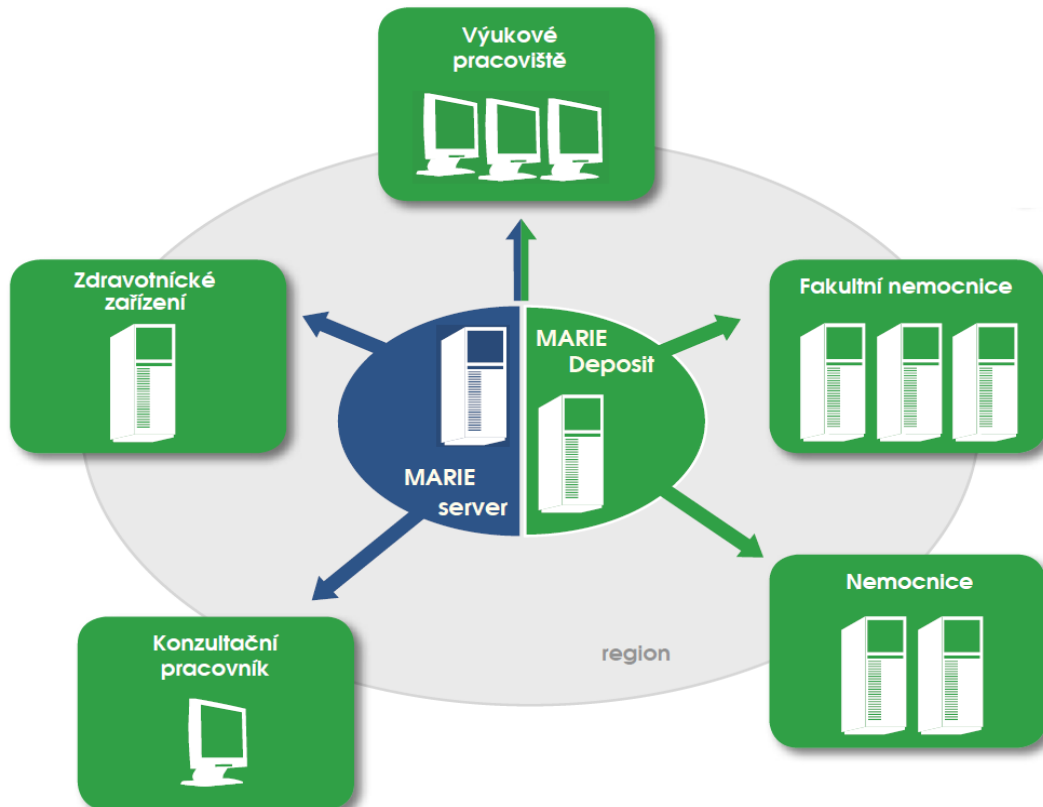 Výukové
pracoviště
Zdravotnícké
zařízení
Fakultní nemocnice
MARIE
Deposit
MARIE
server
Nemocnice
Konzultační
pracovník
region